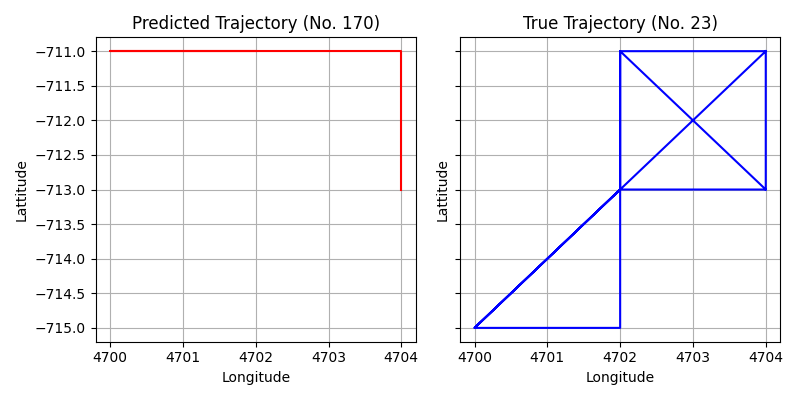 Predicted Trajectory (No. 170)
True Trajectory (No. 23)
−711.0
−711.5
−712.0
−712.5
−713.0
−713.5
−714.0
−714.5
−715.0
Lattitude
Lattitude
4700 4701 4702 4703 4704
4700 4701 4702 4703 4704
Longitude
Longitude